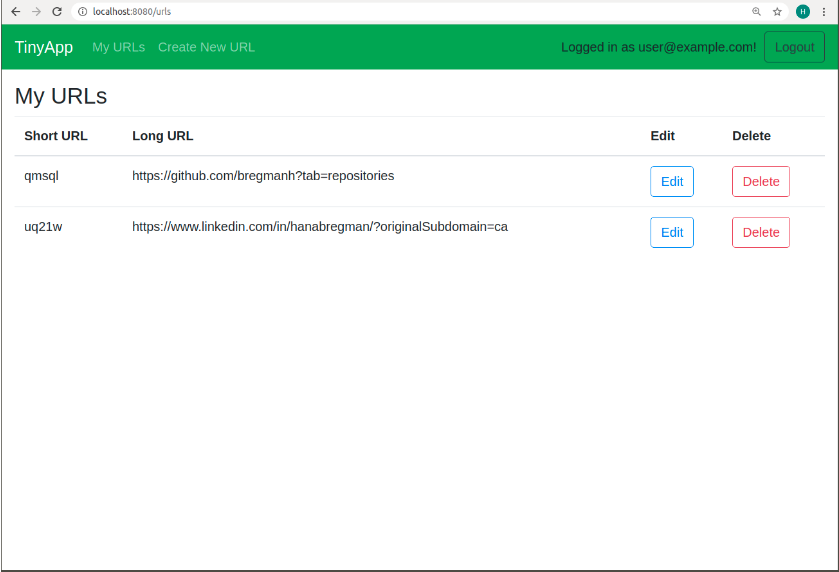 localhost:8080/urls
H
TinyApp My URLs Create New URL Logged in as user@example.com! Logout
My URLs
Short URL Long URL Edit Delete
qmsql https://github.com/bregmanh?tab=repositories Edit Delete
uq21w https://www.linkedin.com/in/hanabregman/?originalSubdomain=ca Edit Delete